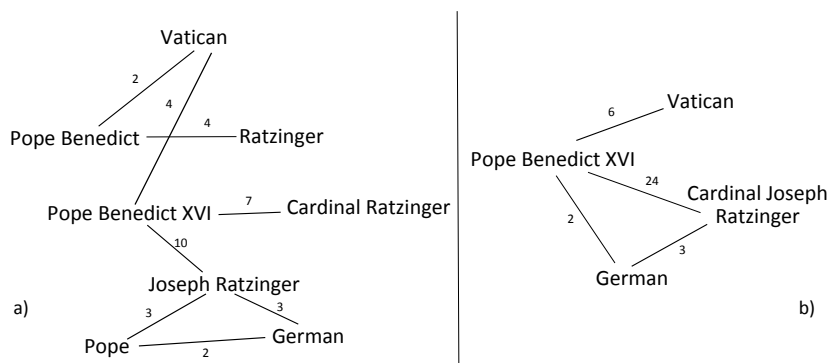 Vatican
2
4
Pope Benedict
4
Ratzinger
Pope Benedict XVI
7
Cardinal Ratzinger
10
Joseph Ratzinger
3
3
a)
Pope
2
German
Vatican
6
Pope Benedict XVI
24
Cardinal Joseph
Ratzinger
2
3
German
b)